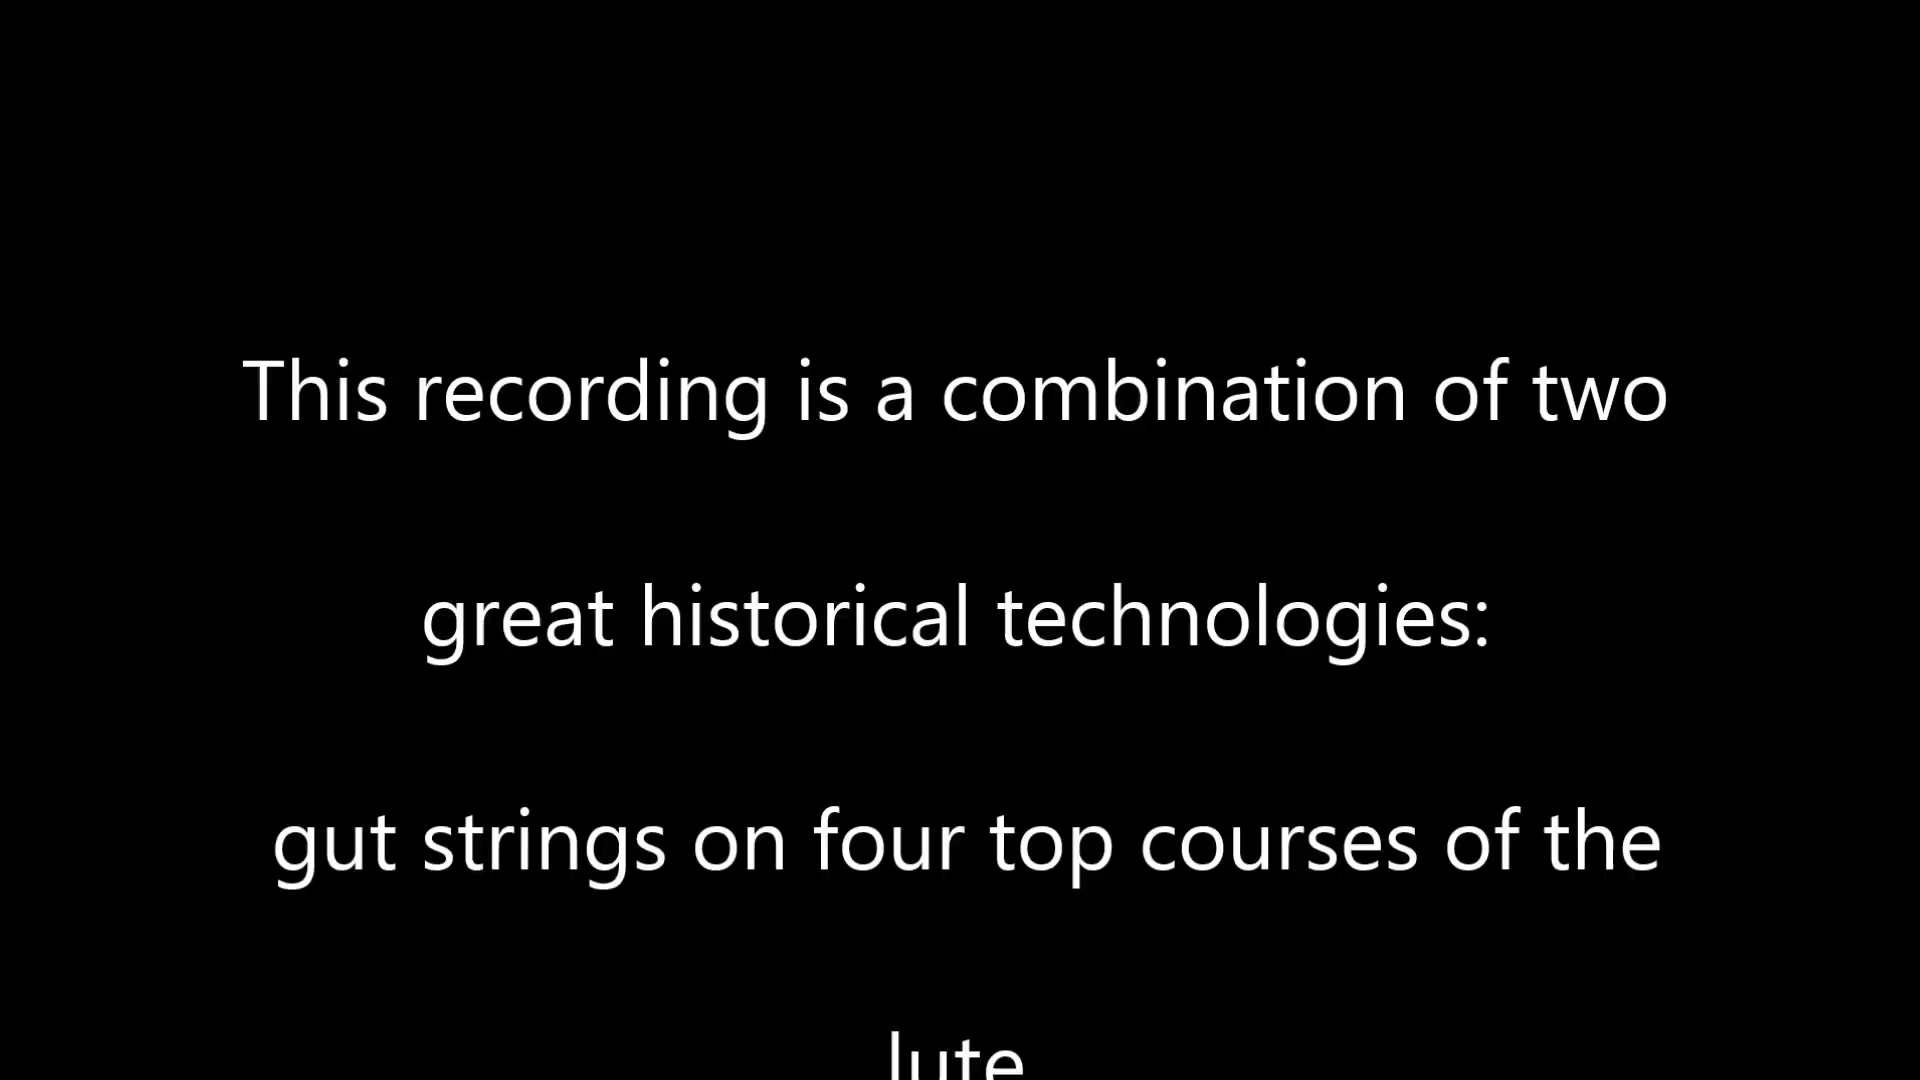 This recording is a combination of two
great historical technologies:
gut strings on four top courses of the
lute